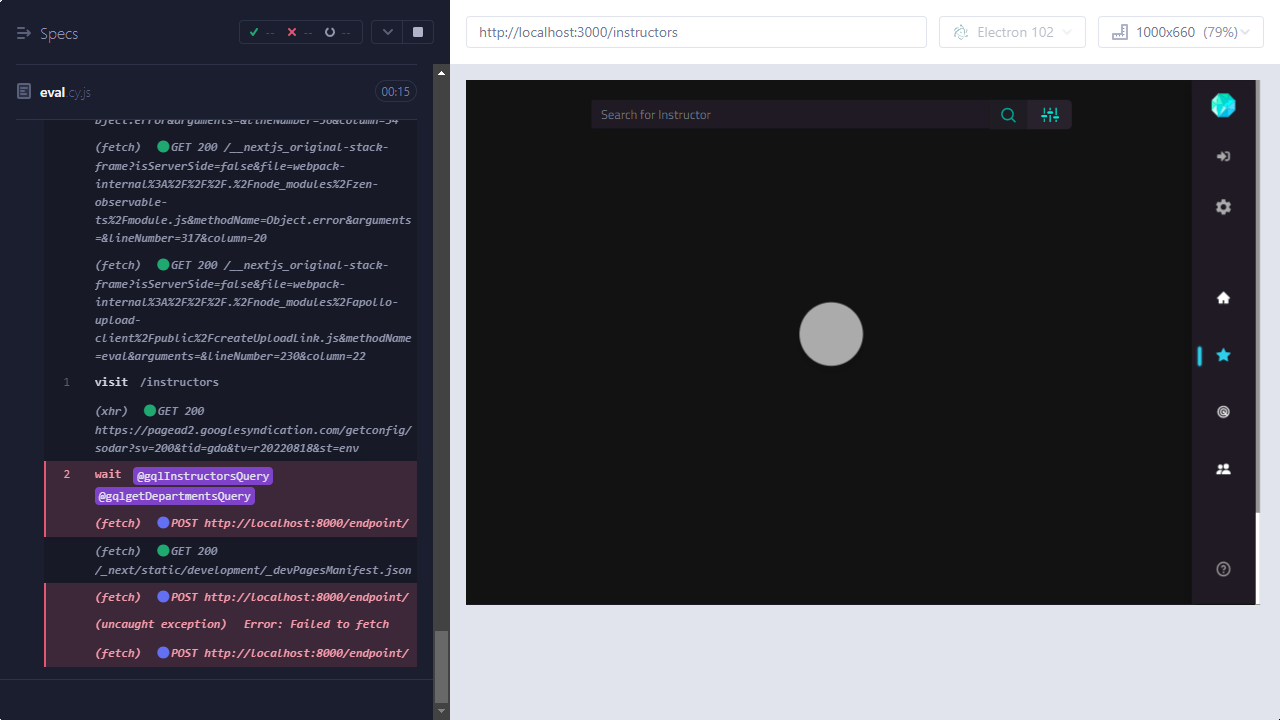 Specs
--
--
--
http://localhost:3000/instructors
Electron 102
1000x660 (79%)
eval.cy.js
00:15
bject.error&arguments=&lineNumber=50&column=54
(fetch) GET 200 /__nextjs_original-stack-
frame?isServerSide=false&file=webpack-
internal%3A%2F%2F%2F.%2Fnode_modules%2Fzen-
observable-
ts%2Fmodule.js&methodName=Object.error&arguments
=&lineNumber=317&column=20
(fetch) GET 200 /__nextjs_original-stack-
frame?isServerSide=false&file=webpack-
internal%3A%2F%2F%2F.%2Fnode_modules%2Fapollo-
upload-
client%2Fpublic%2FcreateUploadLink.js&methodName
=eval&arguments=&lineNumber=230&column=22
1 visit /instructors
(xhr) GET 200
https://pagead2.googlesyndication.com/getconfig/
sodar?sv=200&tid=gda&tv=r20220818&st=env
2 wait @gqlInstructorsQuery
@gqlgetDepartmentsQuery
(fetch) POST http://localhost:8000/endpoint/
(fetch) GET 200
/_next/static/development/_devPagesManifest.json
(fetch) POST http://localhost:8000/endpoint/
(uncaught exception) Error: Failed to fetch
(fetch) POST http://localhost:8000/endpoint/
Search for Instructor